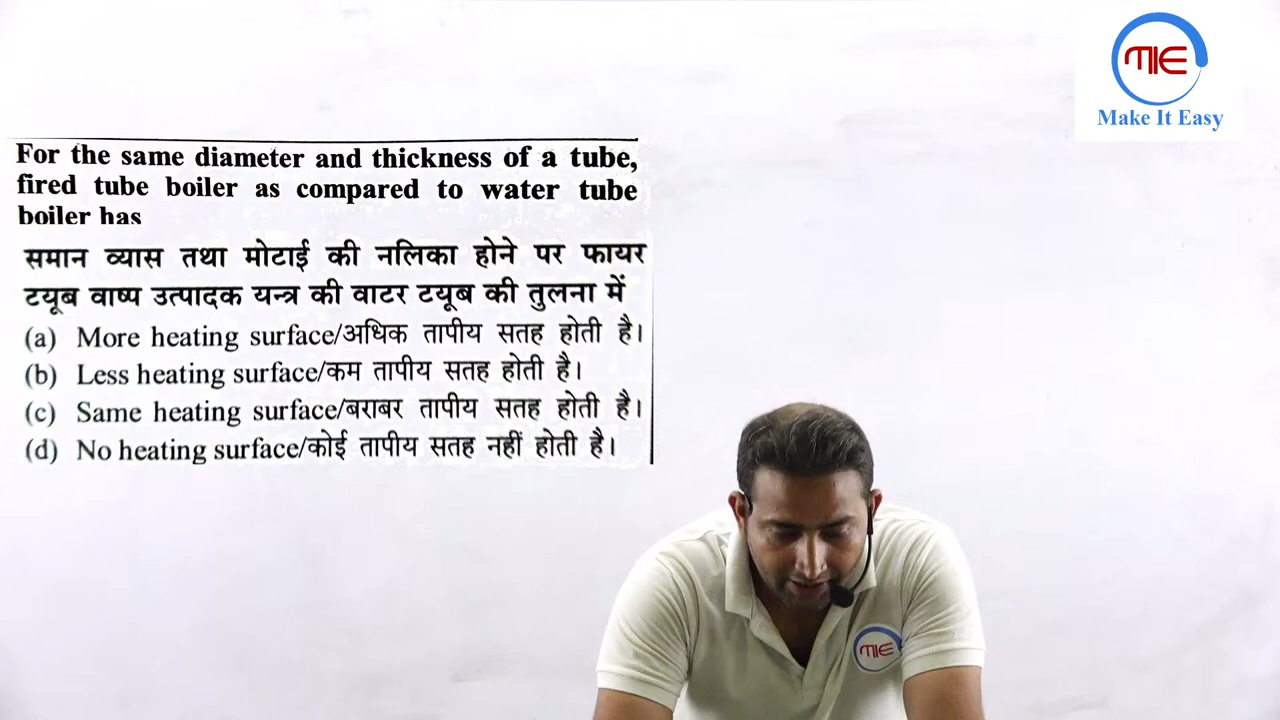 MIE
Make It Easy
For the same diameter and thickness of a tube,
fired tube boiler as compared to water tube
boiler has
समान व्यास तथा मोटाई की नलिका होने पर फायर
टयूब वाष्प उत्पादक यन्त्र की वाटर टयूब की तुलना में
(a) More heating surface/अधिक तापीय सतह होती है।
(b) Less heating surface/कम तापीय सतह होती है।
(c) Same heating surface/बराबर तापीय सतह होती है।
(d) No heating surface/कोई तापीय सतह नहीं होती है।
MIE